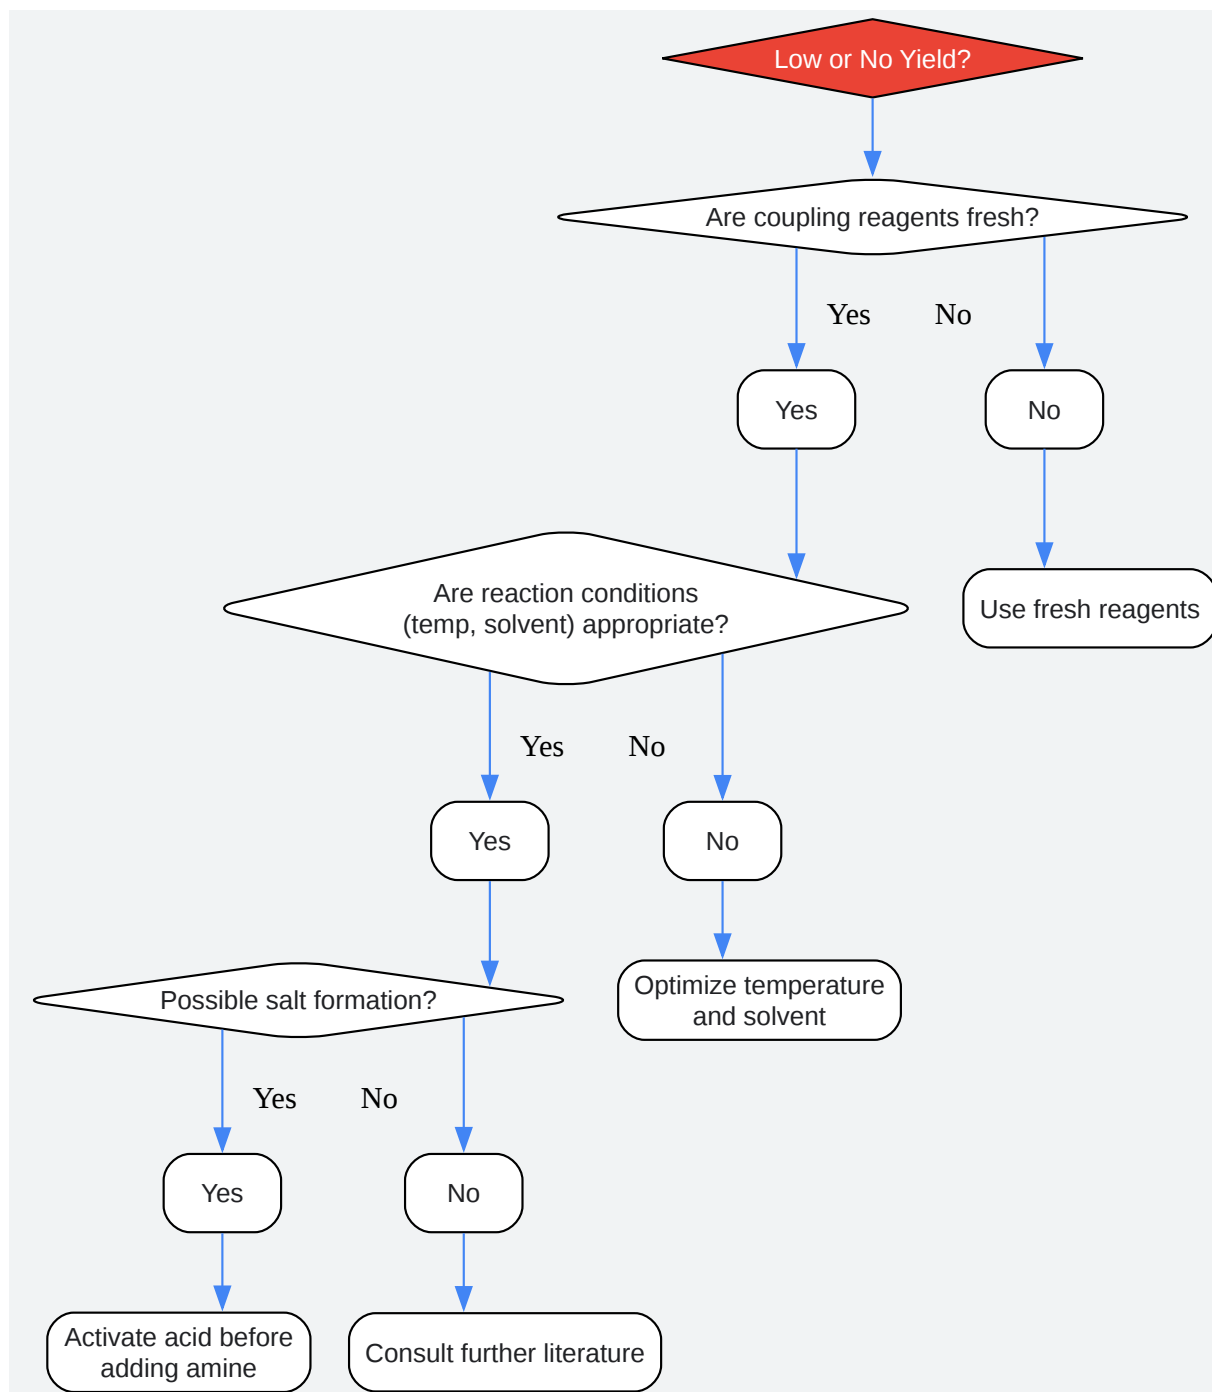 Low or No Yield?
Are coupling reagents fresh?
Yes
No
Yes
No
Are reaction conditions
(temp, solvent) appropriate?
Use fresh reagents
Yes
No
Yes
No
Possible salt formation?
Optimize temperature
and solvent
Yes
No
Yes
No
Activate acid before
adding amine
Consult further literature